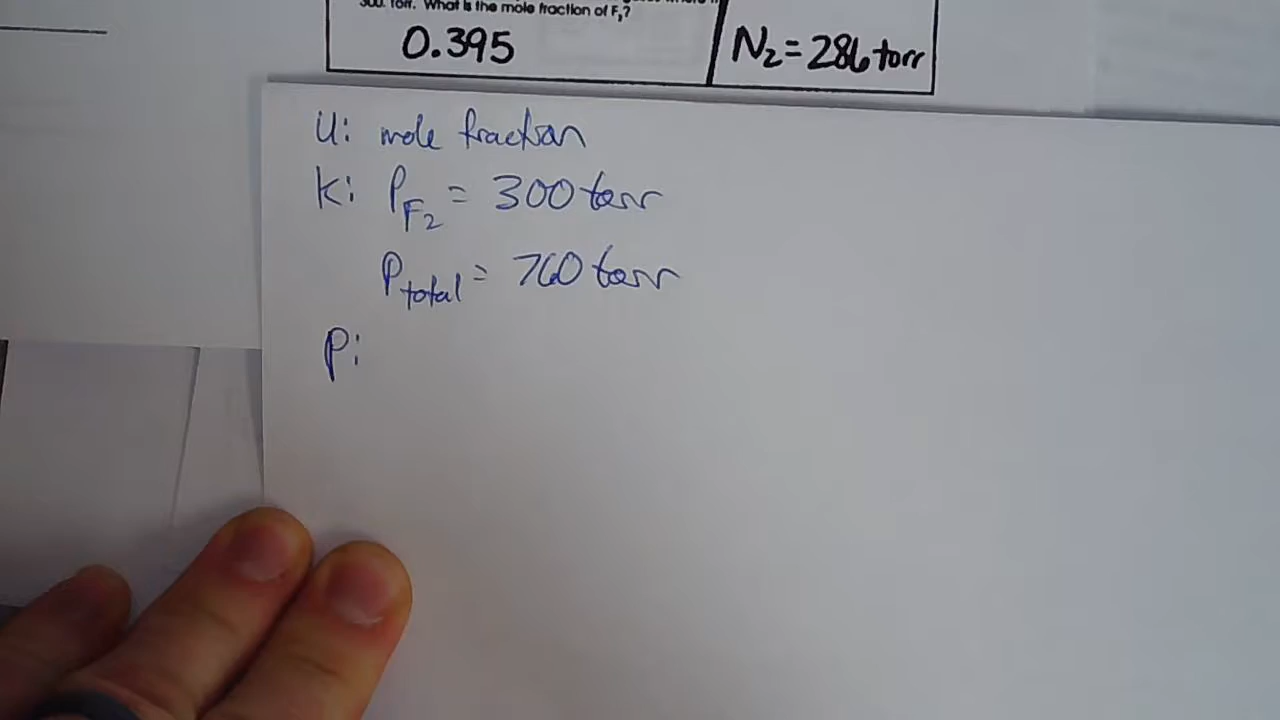 Torr. What is the mole fraction of F₂?
0.395
N₂ = 286 torr
U: mole fraction
K: P_F₂ = 300 torr
P_total = 760 torr
P: